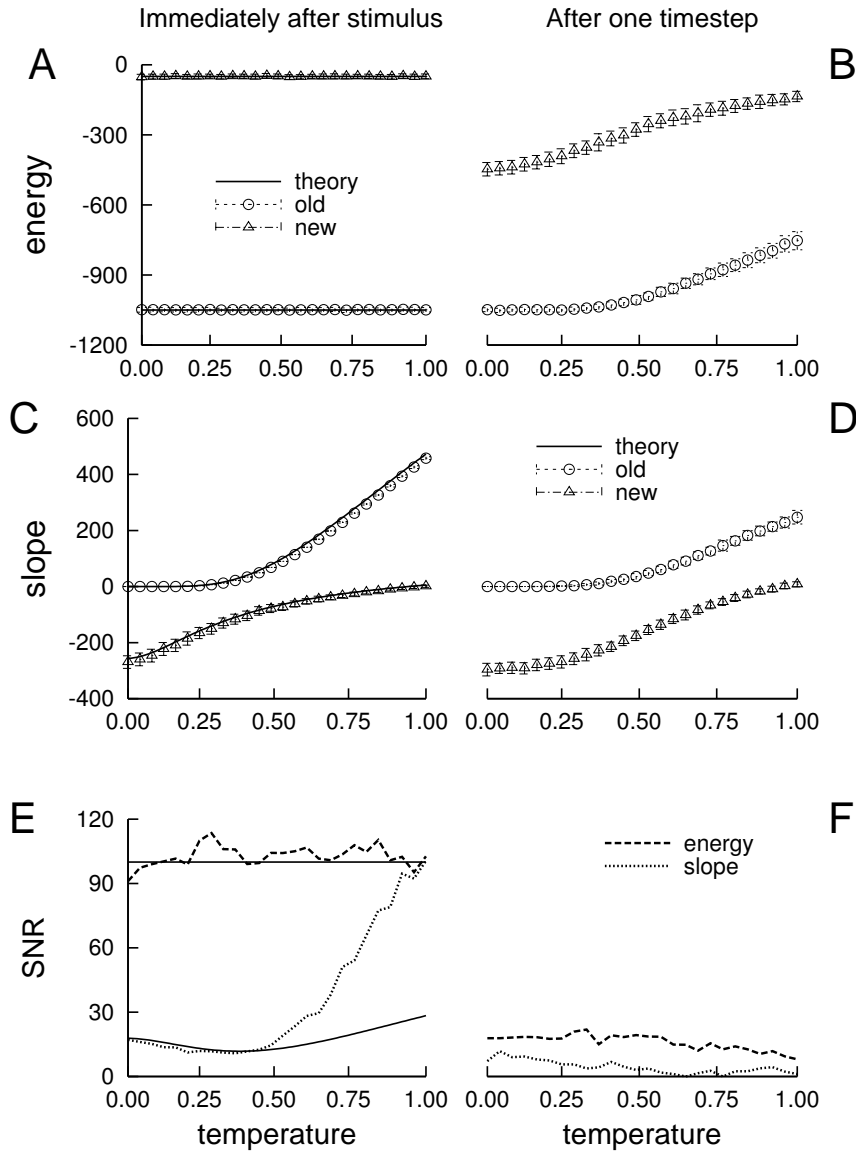 Immediately after stimulus
After one timestep
A
B
energy
0
-300
-600
-900
-1200
theory
old
new
0.00 0.25 0.50 0.75 1.00
0.00 0.25 0.50 0.75 1.00
C
D
slope
600
400
200
0
-200
-400
theory
old
new
0.00 0.25 0.50 0.75 1.00
0.00 0.25 0.50 0.75 1.00
E
F
SNR
120
90
60
30
0
energy
slope
0.00 0.25 0.50 0.75 1.00
0.00 0.25 0.50 0.75 1.00
temperature
temperature